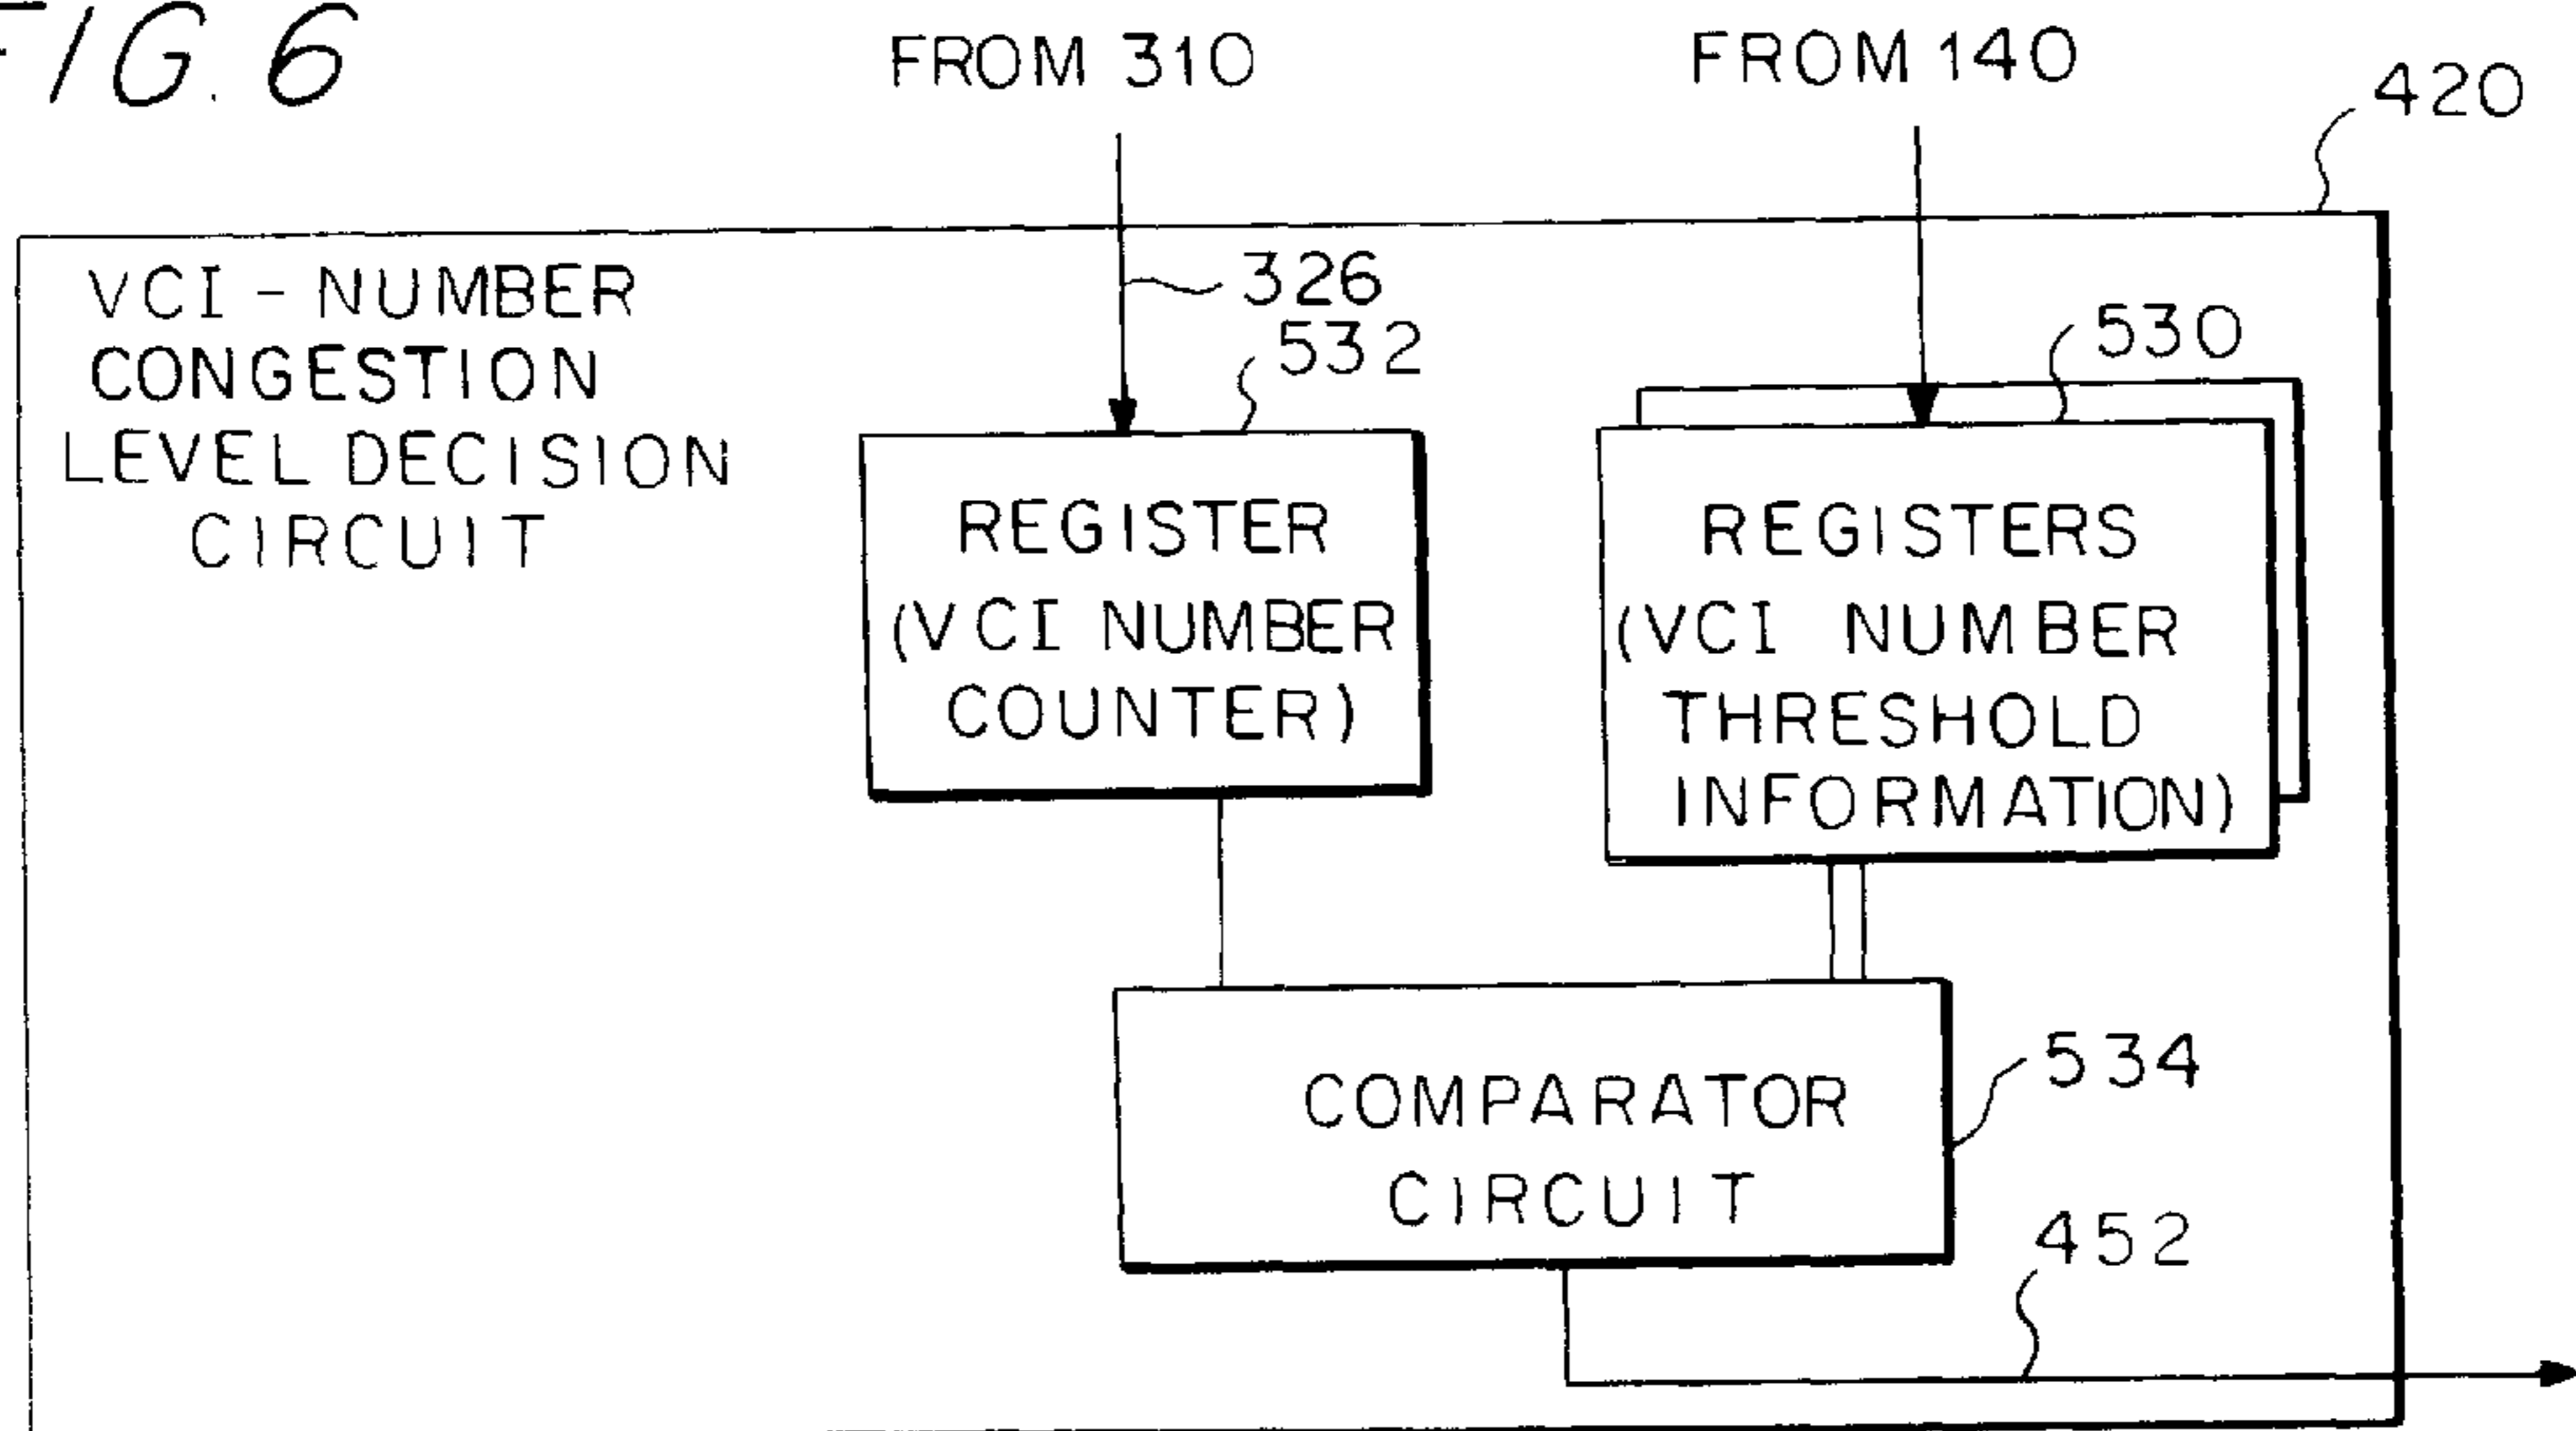 FIG. 6
FROM 310
FROM 140
420
VCI-NUMBER
CONGESTION
LEVEL DECISION
CIRCUIT
326
532
530
REGISTER
(VCI NUMBER
COUNTER)
REGISTERS
(VCI NUMBER
THRESHOLD
INFORMATION)
COMPARATOR
CIRCUIT
534
452